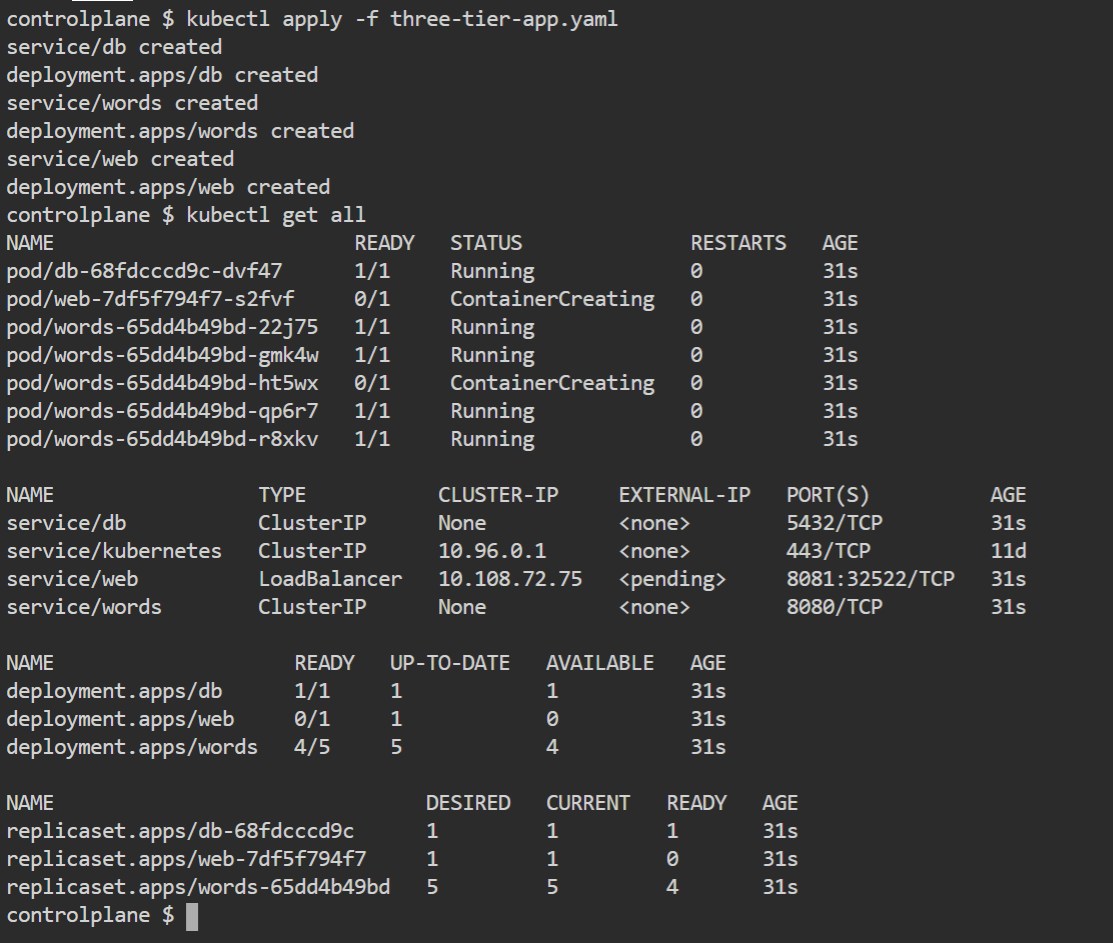 controlplane $ kubectl apply -f three-tier-app.yaml
service/db created
deployment.apps/db created
service/words created
deployment.apps/words created
service/web created
deployment.apps/web created
controlplane $ kubectl get all
NAME                         READY   STATUS              RESTARTS   AGE
pod/db-68fdcccd9c-dvf47      1/1     Running             0          31s
pod/web-7df5f794f7-s2fvf     0/1     ContainerCreating   0          31s
pod/words-65dd4b49bd-22j75   1/1     Running             0          31s
pod/words-65dd4b49bd-gmk4w   1/1     Running             0          31s
pod/words-65dd4b49bd-ht5wx   0/1     ContainerCreating   0          31s
pod/words-65dd4b49bd-qp6r7   1/1     Running             0          31s
pod/words-65dd4b49bd-r8xkv   1/1     Running             0          31s

NAME                 TYPE           CLUSTER-IP     EXTERNAL-IP   PORT(S)          AGE
service/db           ClusterIP      None           <none>        5432/TCP         31s
service/kubernetes   ClusterIP      10.96.0.1      <none>        443/TCP          11d
service/web          LoadBalancer   10.108.72.75   <pending>     8081:32522/TCP   31s
service/words        ClusterIP      None           <none>        8080/TCP         31s

NAME                    READY   UP-TO-DATE   AVAILABLE   AGE
deployment.apps/db      1/1     1            1           31s
deployment.apps/web     0/1     1            0           31s
deployment.apps/words   4/5     5            4           31s

NAME                               DESIRED   CURRENT   READY   AGE
replicaset.apps/db-68fdcccd9c      1         1         1       31s
replicaset.apps/web-7df5f794f7     1         1         0       31s
replicaset.apps/words-65dd4b49bd   5         5         4       31s
controlplane $